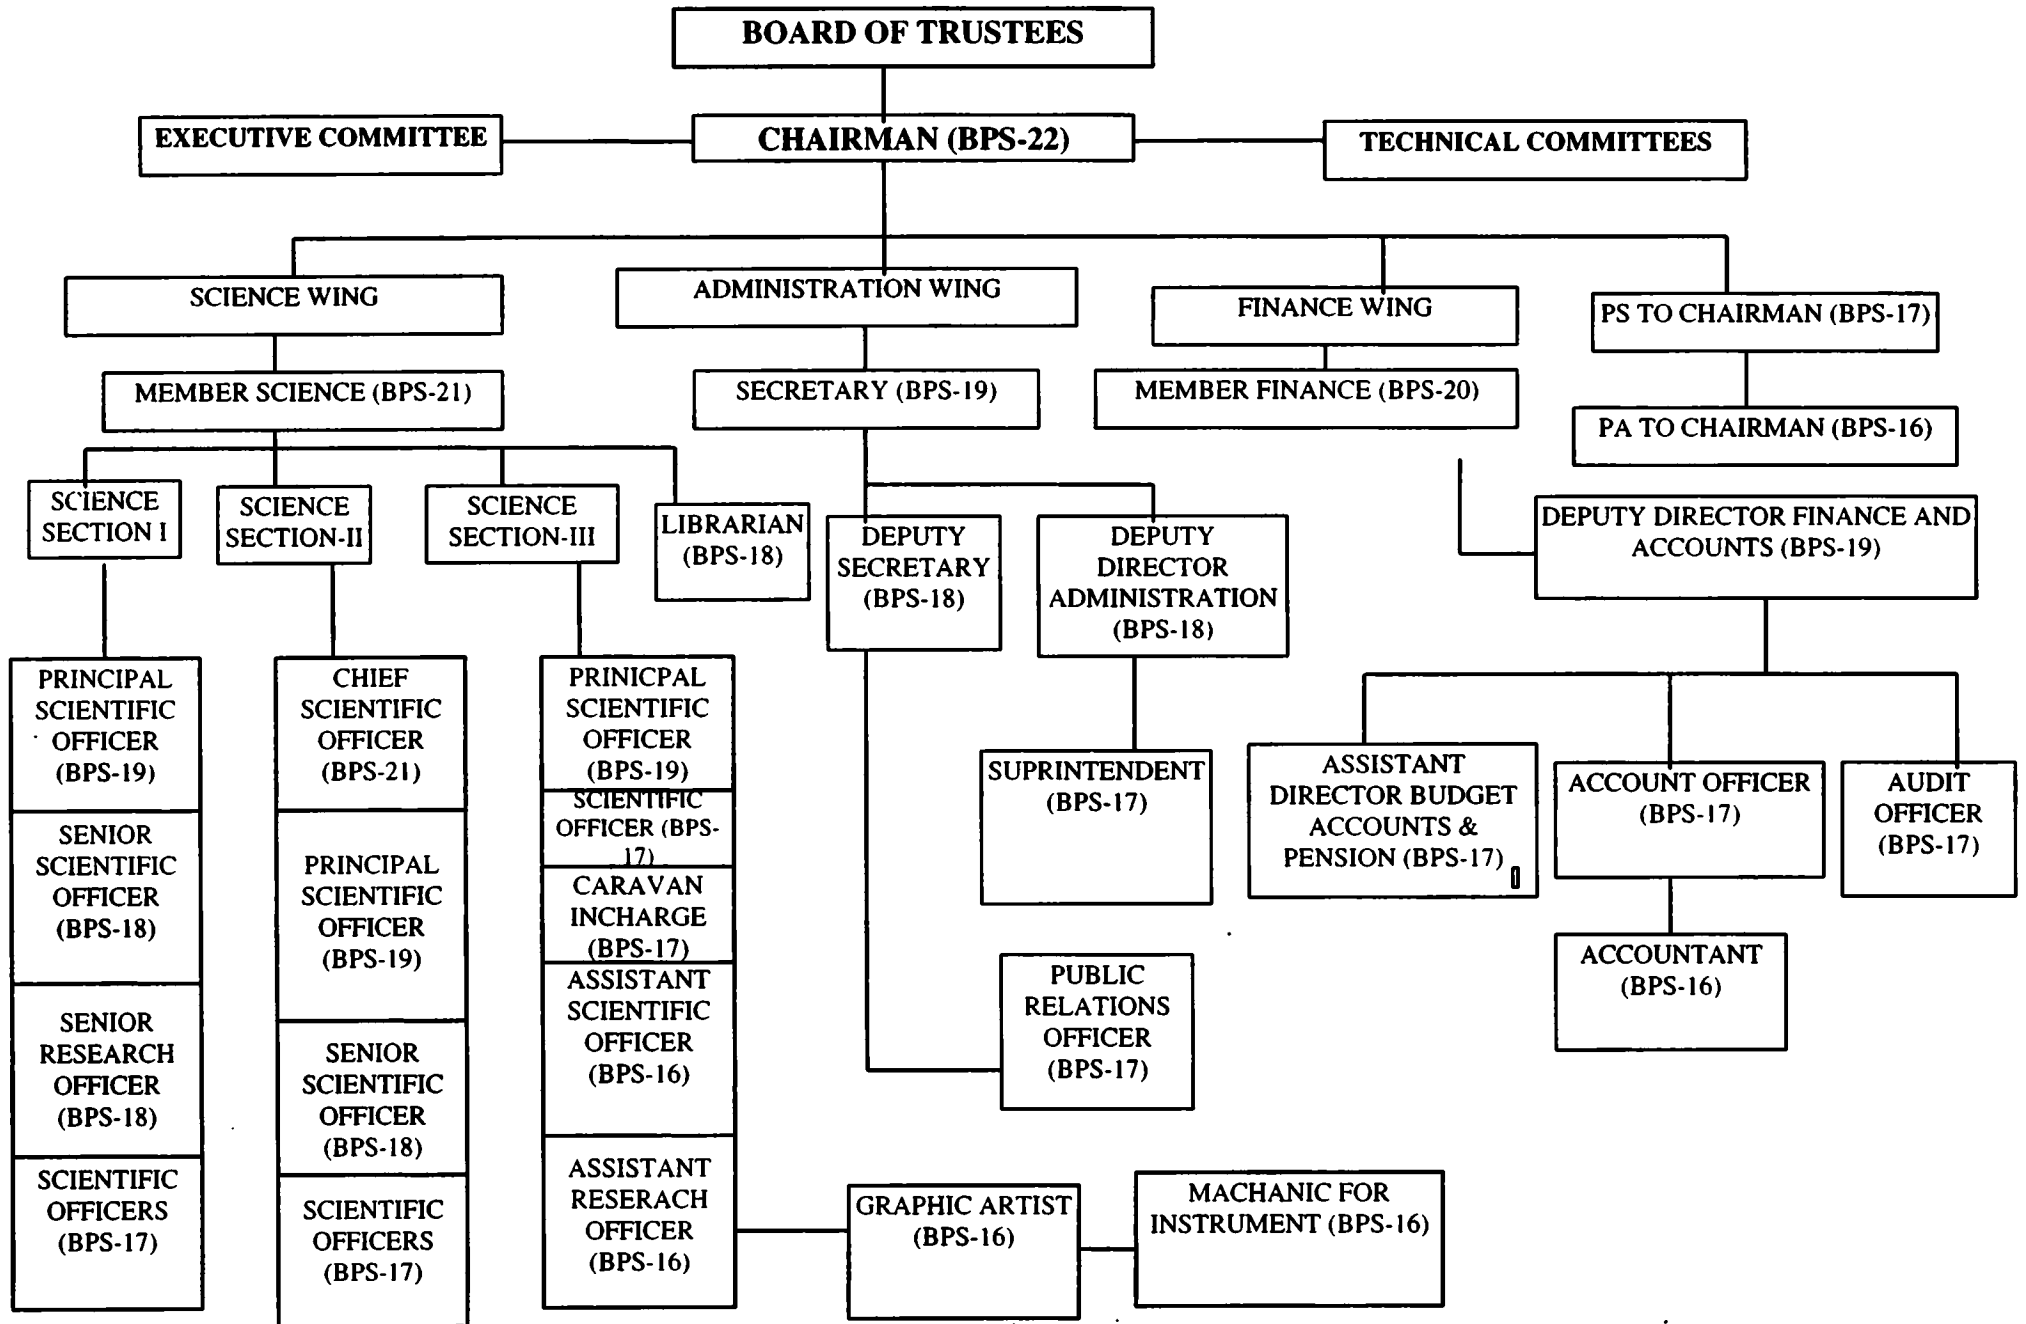 BOARD OF TRUSTEES
EXECUTIVE COMMITTEE
CHAIRMAN (BPS-22)
TECHNICAL COMMITTEES
SCIENCE WING
ADMINISTRATION WING
FINANCE WING
PS TO CHAIRMAN (BPS-17)
MEMBER SCIENCE (BPS-21)
SECRETARY (BPS-19)
MEMBER FINANCE (BPS-20)
PA TO CHAIRMAN (BPS-16)
SCIENCE
SECTION I
SCIENCE
SECTION-II
SCIENCE
SECTION-III
LIBRARIAN
(BPS-18)
DEPUTY
SECRETARY
(BPS-18)
DEPUTY
DIRECTOR
ADMINISTRATION
(BPS-18)
DEPUTY DIRECTOR FINANCE AND
ACCOUNTS (BPS-19)
PRINCIPAL
SCIENTIFIC
OFFICER
(BPS-19)
SENIOR
SCIENTIFIC
OFFICER
(BPS-18)
SENIOR
RESEARCH
OFFICER
(BPS-18)
SCIENTIFIC
OFFICERS
(BPS-17)
CHIEF
SCIENTIFIC
OFFICER
(BPS-21)
PRINCIPAL
SCIENTIFIC
OFFICER
(BPS-19)
SENIOR
SCIENTIFIC
OFFICER
(BPS-18)
SCIENTIFIC
OFFICERS
(BPS-17)
PRINICPAL
SCIENTIFIC
OFFICER
(BPS-19)
SCIENTIFIC
OFFICER (BPS-
17)
CARAVAN
INCHARGE
(BPS-17)
ASSISTANT
SCIENTIFIC
OFFICER
(BPS-16)
ASSISTANT
RESERACH
OFFICER
(BPS-16)
GRAPHIC ARTIST
(BPS-16)
MACHANIC FOR
INSTRUMENT (BPS-16)
SUPRINTENDENT
(BPS-17)
PUBLIC
RELATIONS
OFFICER
(BPS-17)
ASSISTANT
DIRECTOR BUDGET
ACCOUNTS &
PENSION (BPS-17)
ACCOUNT OFFICER
(BPS-17)
AUDIT
OFFICER
(BPS-17)
ACCOUNTANT
(BPS-16)